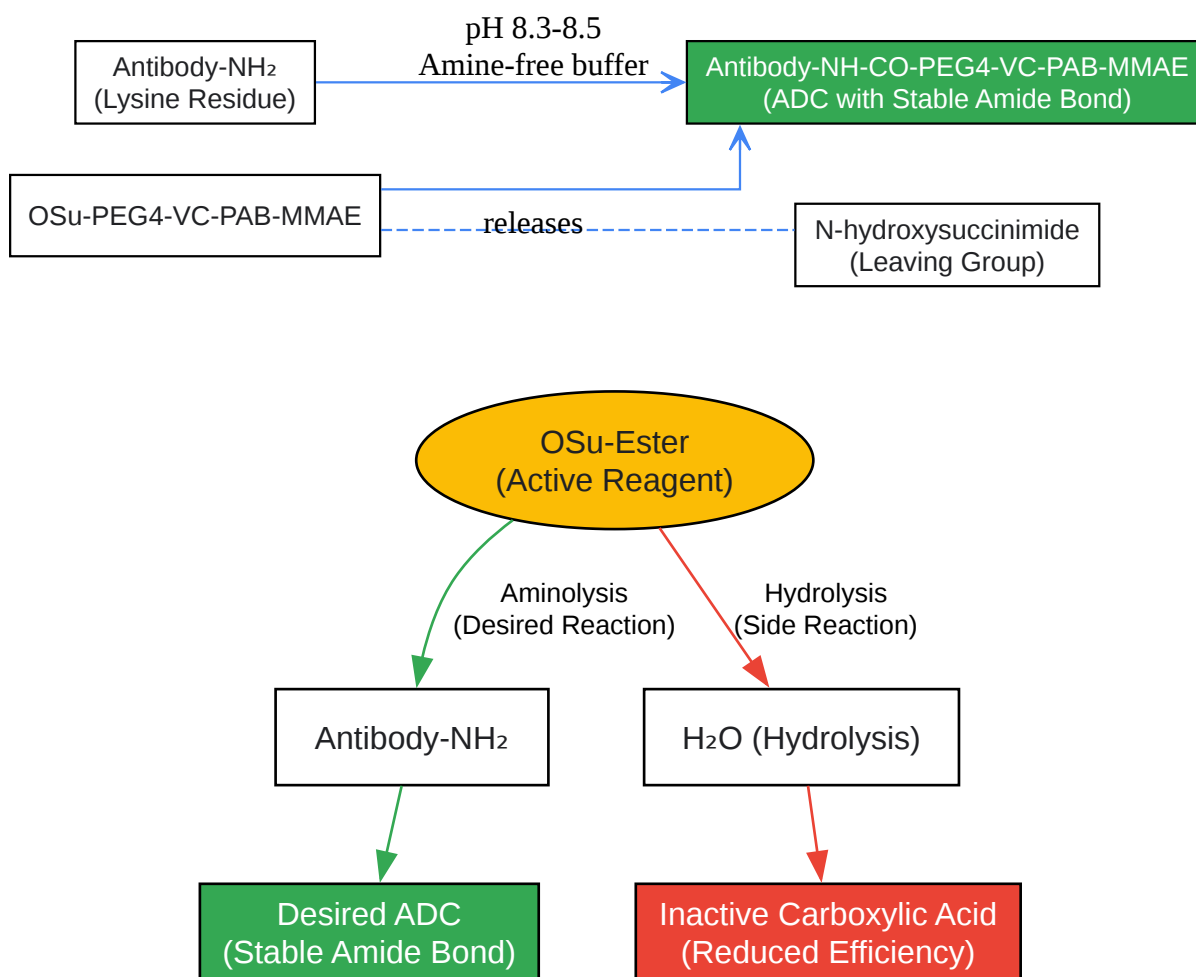 pH 8.3-8.5
Amine-free buffer
Antibody-NH₂
(Lysine Residue)
Antibody-NH-CO-PEG4-VC-PAB-MMAE
(ADC with Stable Amide Bond)
OSu-PEG4-VC-PAB-MMAE
releases
N-hydroxysuccinimide
(Leaving Group)
OSu-Ester
(Active Reagent)
Aminolysis
(Desired Reaction)
Hydrolysis
(Side Reaction)
Antibody-NH₂
H₂O (Hydrolysis)
Desired ADC
(Stable Amide Bond)
Inactive Carboxylic Acid
(Reduced Efficiency)